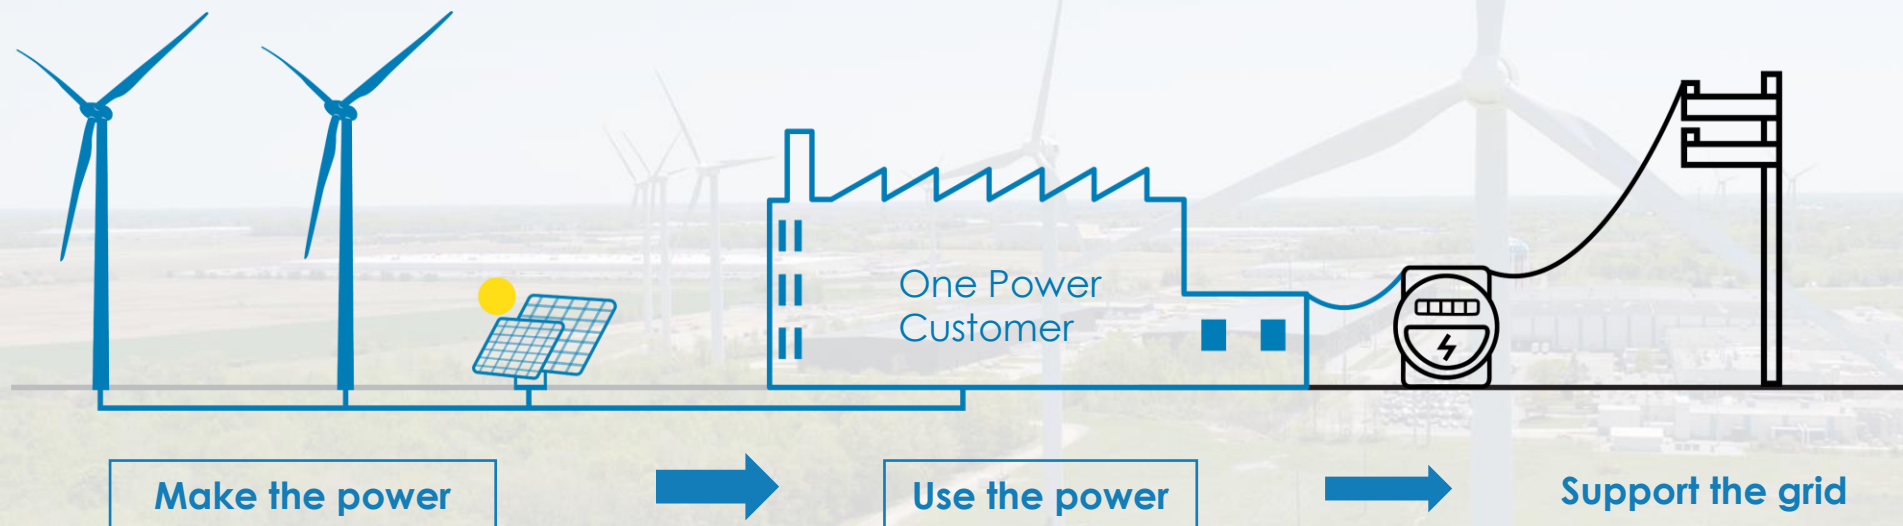 One Power
Customer
Make the power
Use the power
Support the grid